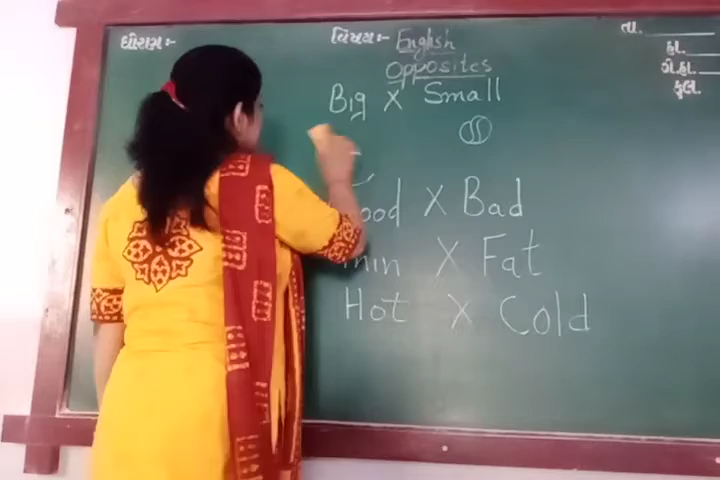 ધોરણ :-
વિષય :- English
તા.
Opposites
હા.
ગે.હા.
Big X Small
કુલ.
X Bad
X Fat
Hot X Cold